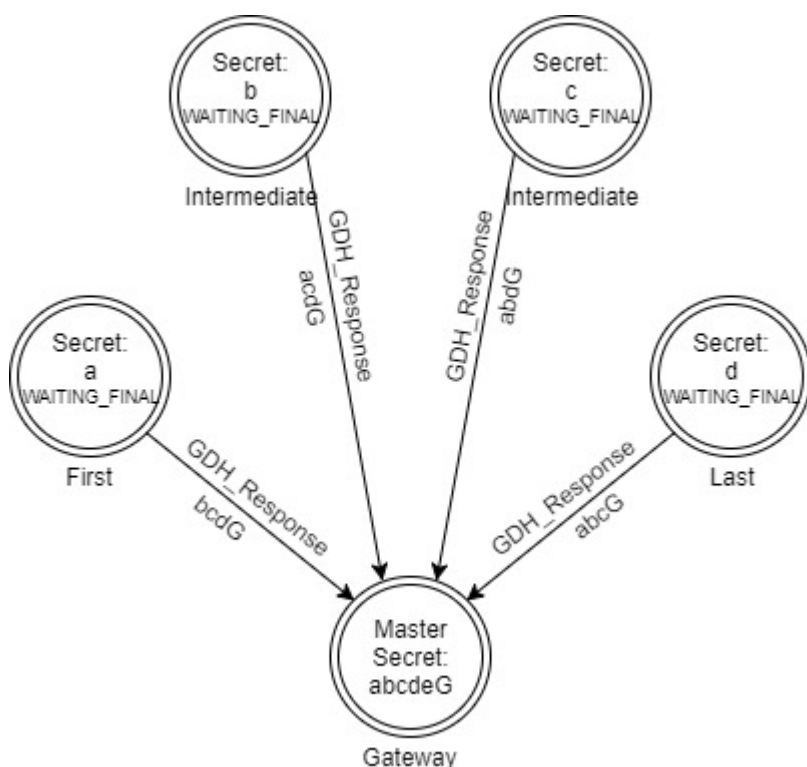 Secret:
b
WAITING_FINAL
Intermediate
Secret:
c
WAITING_FINAL
Intermediate
GDH_Response
acdG
GDH_Response
abdG
Secret:
a
WAITING_FINAL
First
Secret:
d
WAITING_FINAL
Last
GDH_Response
bcdG
GDH_Response
abcG
Master
Secret:
abcdeG
Gateway